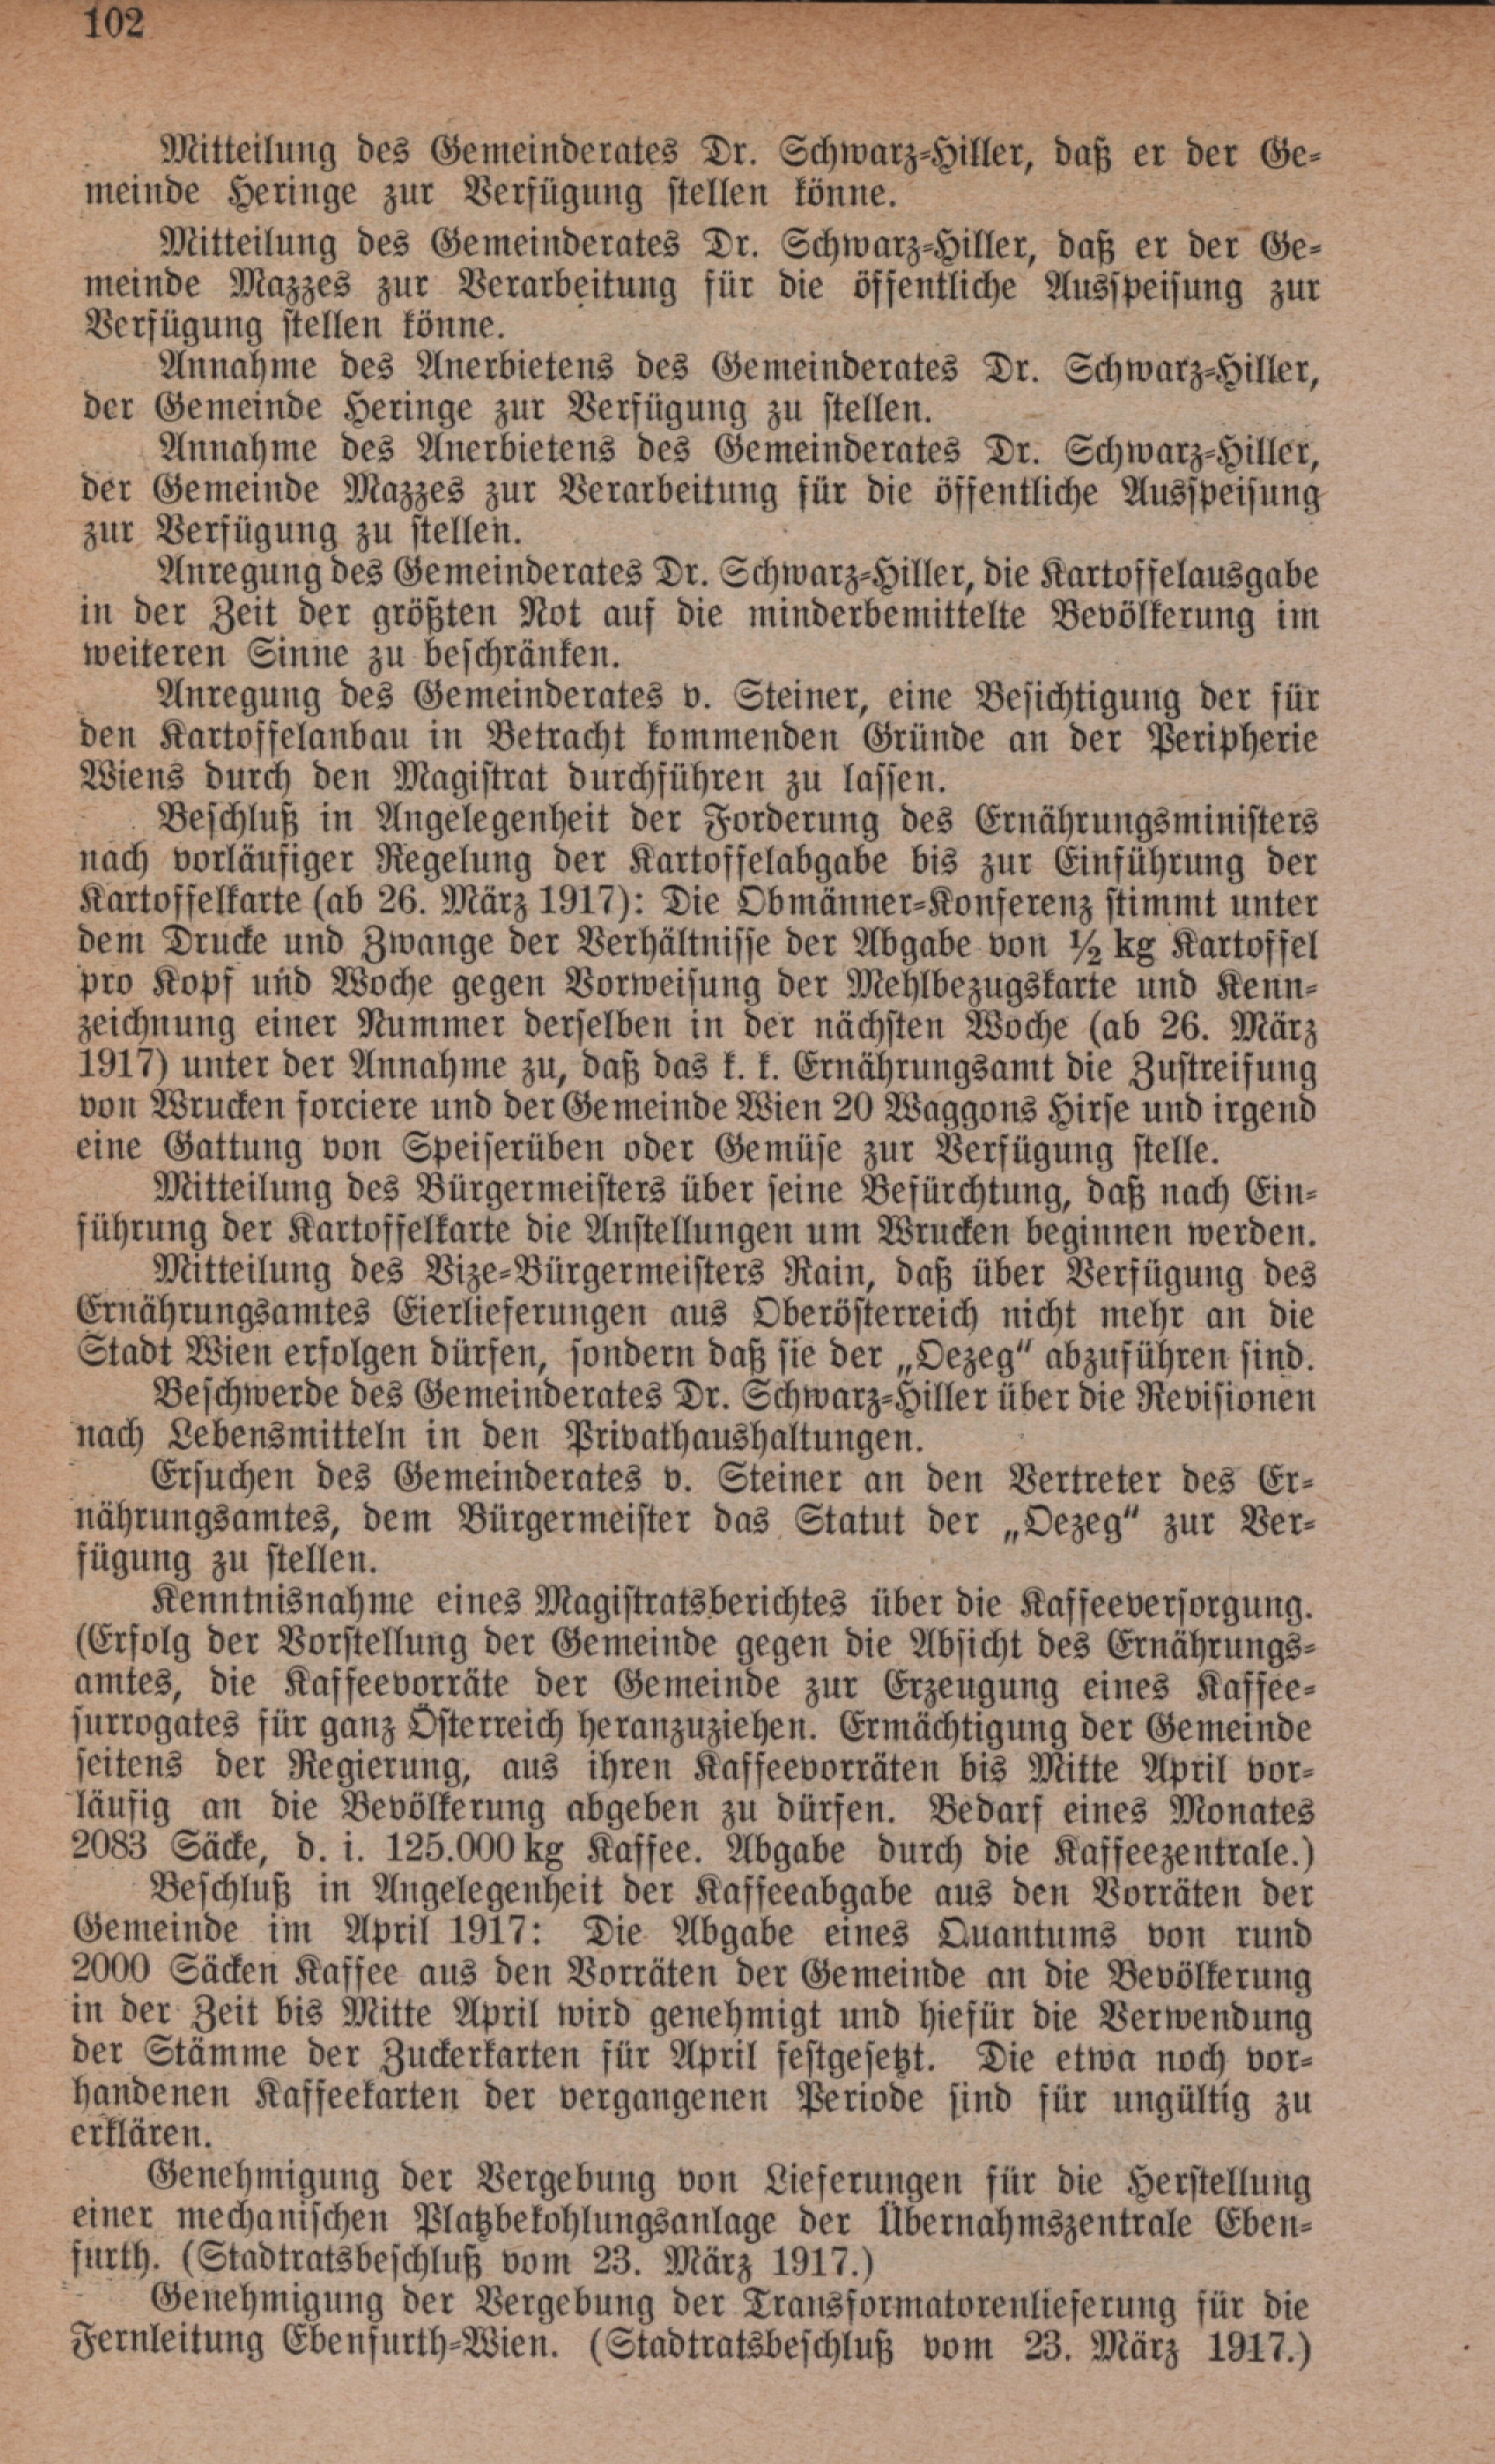 102
Mitteilung des Gemeinderates Dr. Schwarz-Hiller, daß er der Ge-
meinde Heringe zur Verfügung stellen könne.
Mitteilung des Gemeinderates Dr. Schwarz-Hiller, daß er der Ge-
meinde Mazzes zur Verarbeitung für die öffentliche Ausspeisung zur
Verfügung stellen könne.
Annahme des Anerbietens des Gemeinderates Dr. Schwarz-Hiller,
der Gemeinde Heringe zur Verfügung zu stellen.
Annahme des Anerbietens des Gemeinderates Dr. Schwarz-Hiller,
der Gemeinde Mazzes zur Verarbeitung für die öffentliche Ausspeisung
zur Verfügung zu stellen.
Anregung des Gemeinderates Dr. Schwarz-Hiller, die Kartoffelausgabe
in der Zeit der größten Not auf die minderbemittelte Bevölkerung im
weiteren Sinne zu beschränken.
Anregung des Gemeinderates v. Steiner, eine Besichtigung der für
den Kartoffelanbau in Betracht kommenden Gründe an der Peripherie
Wiens durch den Magistrat durchführen zu lassen.
Beschluß in Angelegenheit der Forderung des Ernährungsministers
nach vorläufiger Regelung der Kartoffelabgabe bis zur Einführung der
Kartoffelkarte (ab 26. März 1917): Die Obmänner-Konferenz stimmt unter
dem Drucke und Zwange der Verhältnisse der Abgabe von ½ kg Kartoffel
pro Kopf und Woche gegen Vorweisung der Mehlbezugskarte und Kenn-
zeichnung einer Nummer derselben in der nächsten Woche (ab 26. März
1917) unter der Annahme zu, daß das k. k. Ernährungsamt die Zustreifung
von Wrucken forciere und der Gemeinde Wien 20 Waggons Hirse und irgend
eine Gattung von Speiserüben oder Gemüse zur Verfügung stelle.
Mitteilung des Bürgermeisters über seine Befürchtung, daß nach Ein-
führung der Kartoffelkarte die Anstellungen um Wrucken beginnen werden.
Mitteilung des Vize-Bürgermeisters Rain, daß über Verfügung des
Ernährungsamtes Eierlieferungen aus Oberösterreich nicht mehr an die
Stadt Wien erfolgen dürfen, sondern daß sie der „Oezeg“ abzuführen sind.
Beschwerde des Gemeinderates Dr. Schwarz-Hiller über die Revisionen
nach Lebensmitteln in den Privathaushaltungen.
Ersuchen des Gemeinderates v. Steiner an den Vertreter des Er-
nährungsamtes, dem Bürgermeister das Statut der „Oezeg“ zur Ver-
fügung zu stellen.
Kenntnisnahme eines Magistratsberichtes über die Kaffeeversorgung.
(Erfolg der Vorstellung der Gemeinde gegen die Absicht des Ernährungs-
amtes, die Kaffeevorräte der Gemeinde zur Erzeugung eines Kaffee-
surrogates für ganz Österreich heranzuziehen. Ermächtigung der Gemeinde
seitens der Regierung, aus ihren Kaffeevorräten bis Mitte April vor-
läufig an die Bevölkerung abgeben zu dürfen. Bedarf eines Monates
2083 Säcke, d. i. 125.000 kg Kaffee. Abgabe durch die Kaffeezentrale.)
Beschluß in Angelegenheit der Kaffeeabgabe aus den Vorräten der
Gemeinde im April 1917: Die Abgabe eines Quantums von rund
2000 Säcken Kaffee aus den Vorräten der Gemeinde an die Bevölkerung
in der Zeit bis Mitte April wird genehmigt und hiefür die Verwendung
der Stämme der Zuckerkarten für April festgesetzt. Die etwa noch vor-
handenen Kaffeekarten der vergangenen Periode sind für ungültig zu
erklären.
Genehmigung der Vergebung von Lieferungen für die Herstellung
einer mechanischen Platzbekohlungsanlage der Übernahmszentrale Eben-
furth. (Stadtratsbeschluß vom 23. März 1917.)
Genehmigung der Vergebung der Transformatorenlieferung für die
Fernleitung Ebenfurth-Wien. (Stadtratsbeschluß vom 23. März 1917.)